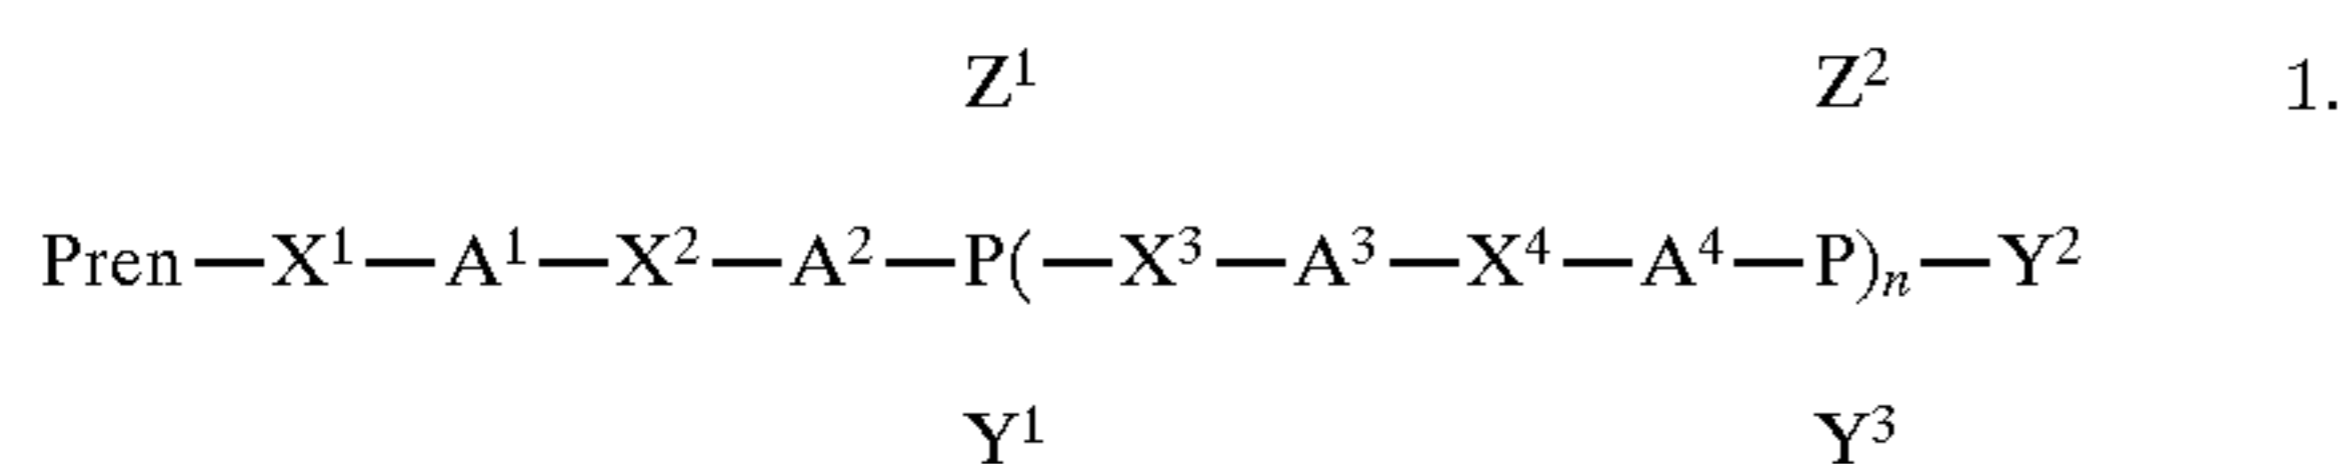 Z¹ Z² 1.
Pren—X¹—A¹—X²—A²—P(—X³—A³—X⁴—A⁴—P)ₙ—Y²
Y¹ Y³